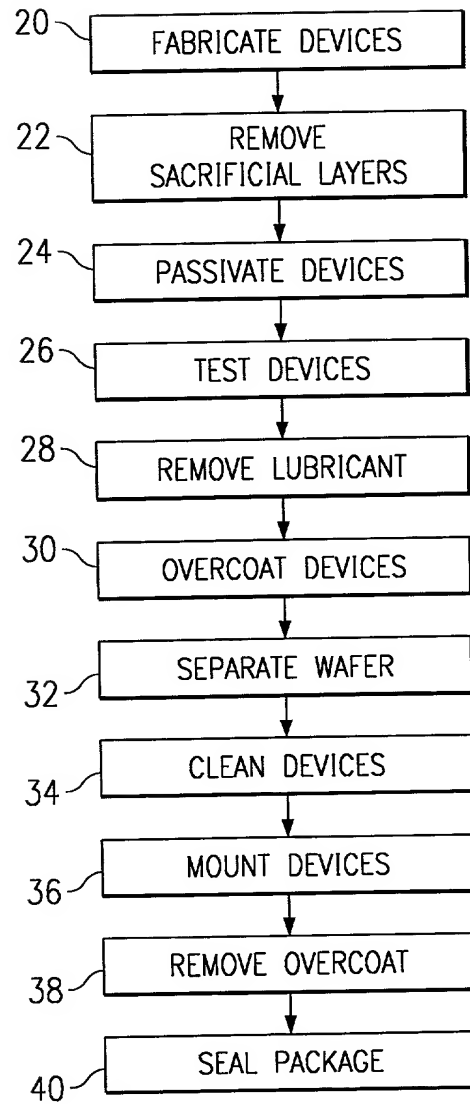 20
FABRICATE DEVICES
22
REMOVE
SACRIFICIAL LAYERS
24
PASSIVATE DEVICES
26
TEST DEVICES
28
REMOVE LUBRICANT
30
OVERCOAT DEVICES
32
SEPARATE WAFER
34
CLEAN DEVICES
36
MOUNT DEVICES
38
REMOVE OVERCOAT
40
SEAL PACKAGE